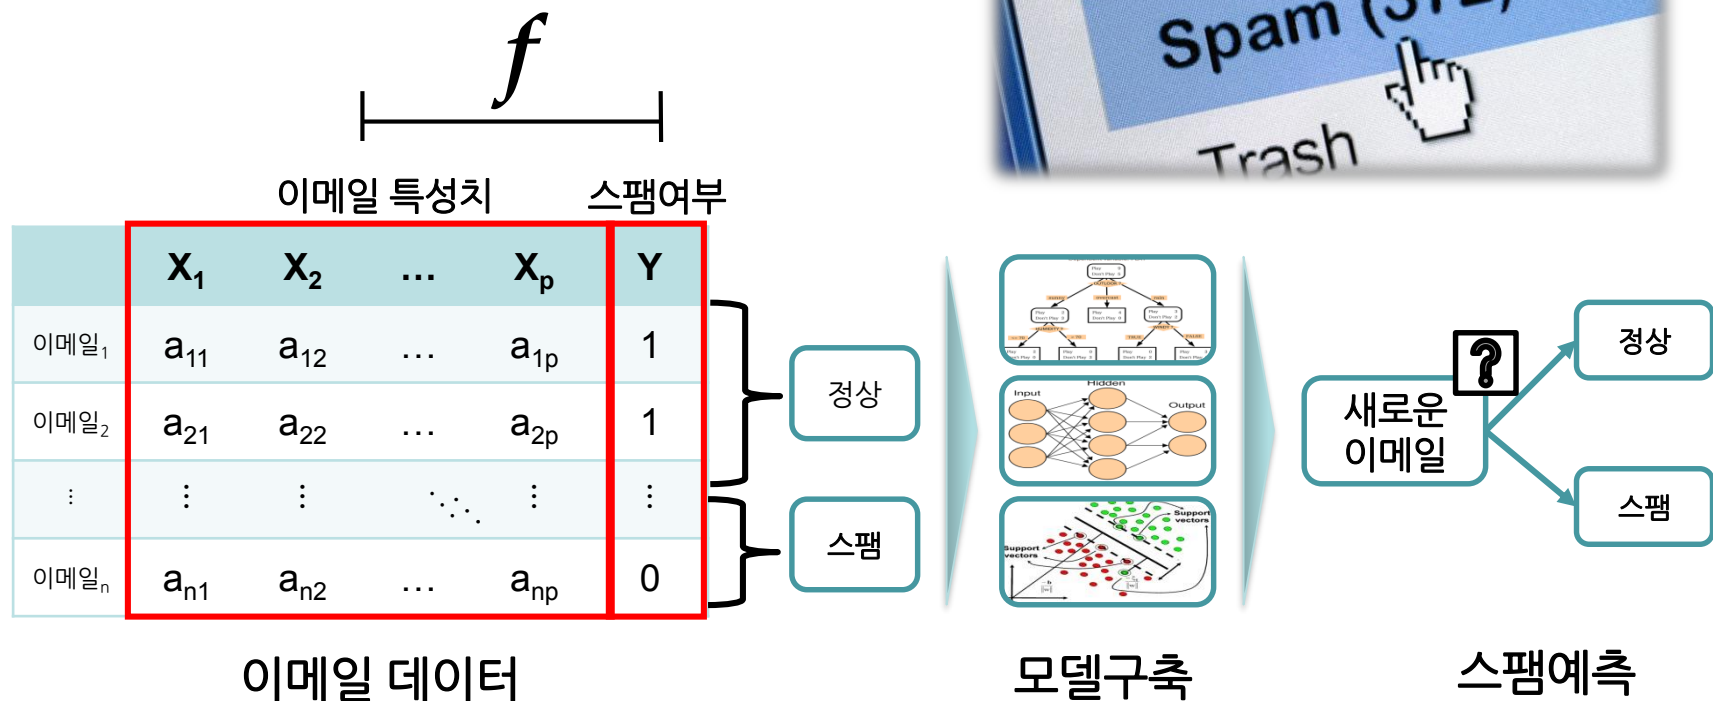 f
Spam (372)
Trash
이메일 특성치 스팸여부
X1 X2 … Xp Y
이메일1 a11 a12 … a1p 1
이메일2 a21 a22 … a2p 1
⋮ ⋮ ⋮ ⋱ ⋮ ⋮
이메일n an1 an2 … anp 0
정상
스팸
Input
Hidden
Output
Support
vectors
Support
vectors
?
새로운
이메일
정상
스팸
이메일 데이터
모델구축
스팸예측